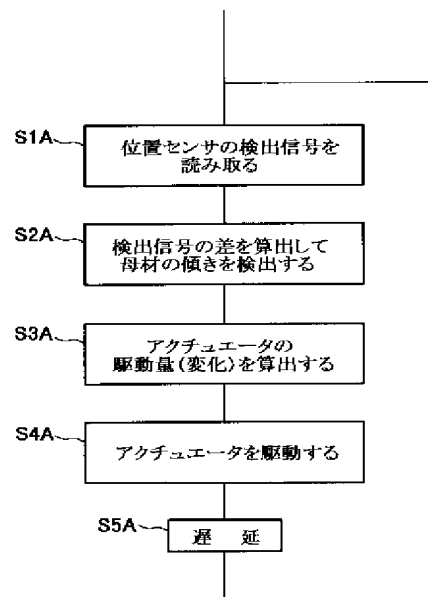 S1A
位置センサの検出信号を
読み取る
S2A
検出信号の差を算出して
母材の傾きを検出する
S3A
アクチュエータの
駆動量(変化)を算出する
S4A
アクチュエータを駆動する
S5A
遅 延